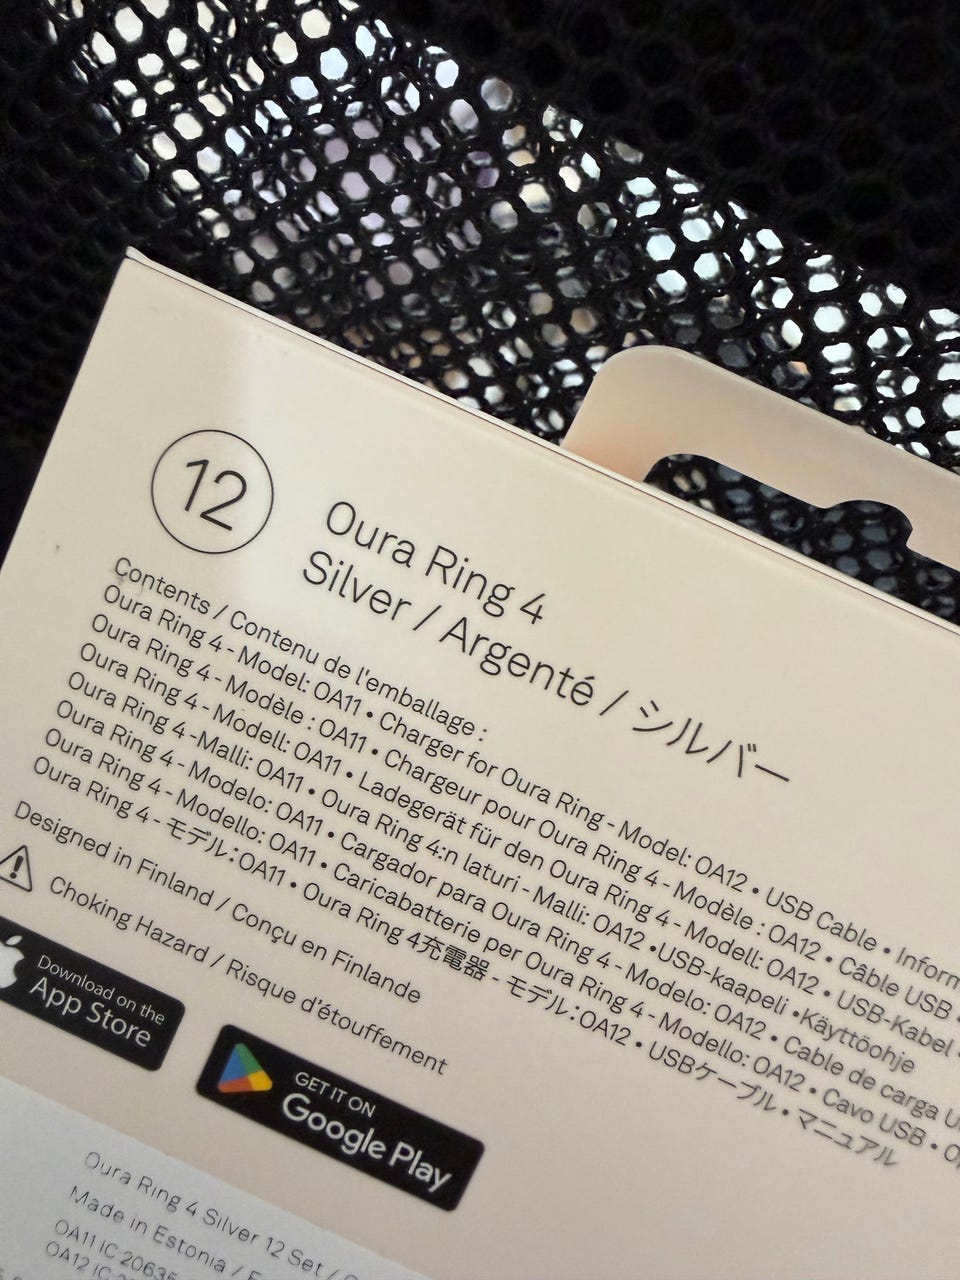 12
Oura Ring 4
Silver / Argenté / シルバー
Contents / Contenu de l'emballage :
Oura Ring 4 - Model: OA11 • Charger for Oura Ring - Model: OA12 • USB Cable •
Oura Ring 4 - Modèle : OA11 • Chargeur pour Oura Ring 4 - Modèle : OA12 • Câble USB
Oura Ring 4 - Modell: OA11 • Ladegerät für den Oura Ring 4 - Modell: OA12 • USB-Kabel
Oura Ring 4 -Malli: OA11 • Oura Ring 4:n laturi - Malli: OA12 •USB-kaapeli •Käyttöohje
Oura Ring 4 - Modelo: OA11 • Cargador para Oura Ring 4 - Modelo: OA12 • Cable de carga
Oura Ring 4 - Modello: OA11 • Caricabatterie per Oura Ring 4 - Modello: OA12 • Cavo USB •
Oura Ring 4 - モデル：OA11 • Oura Ring 4充電器 - モデル：OA12 • USBケーブル • マニュアル
Designed in Finland / Conçu en Finlande
Choking Hazard / Risque d'étouffement
Download on the
App Store
GET IT ON
Google Play
Oura Ring 4 Silver 12 Set /
Made in Estonia /
OA11 IC 20635
OA12 IC: